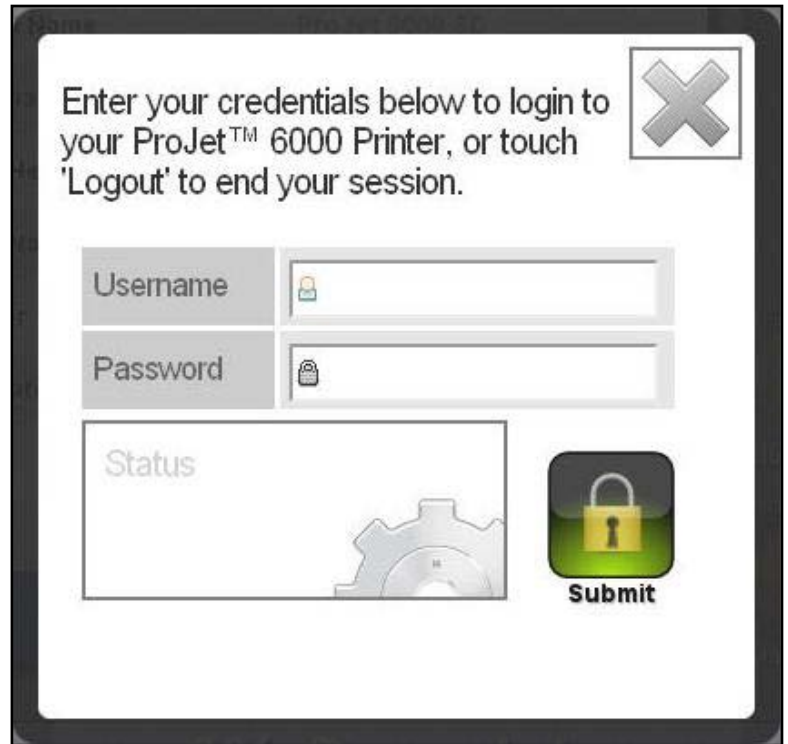 Name
Enter your credentials below to login to
your ProJet™ 6000 Printer, or touch
'Logout' to end your session.
Username
Password
Status
Submit